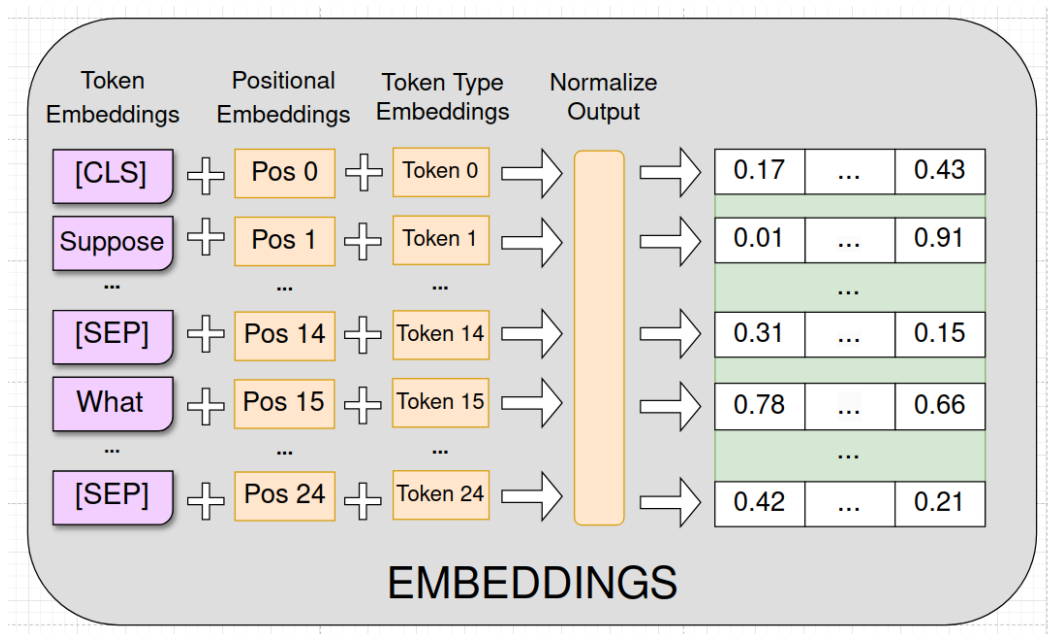 Token Embeddings
Positional Embeddings
Token Type Embeddings
Normalize Output
[CLS] Pos 0 Token 0 0.17 ... 0.43
Suppose Pos 1 Token 1 0.01 ... 0.91
... ... ... ...
[SEP] Pos 14 Token 14 0.31 ... 0.15
What Pos 15 Token 15 0.78 ... 0.66
... ... ... ...
[SEP] Pos 24 Token 24 0.42 ... 0.21
EMBEDDINGS